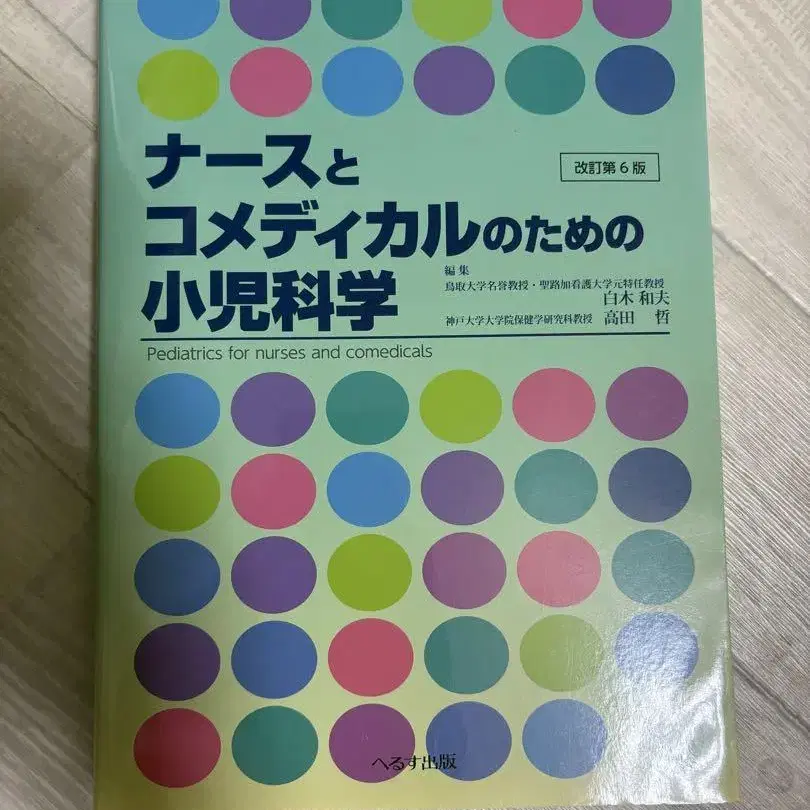 ナースと
改訂第6版
コメディカルのための
小児科学
編集
鳥取大学名誉教授・聖路加看護大学元特任教授
白木 和夫
神戸大学大学院保健学研究科教授 高田 哲
Pediatrics for nurses and comedicals
へるす出版